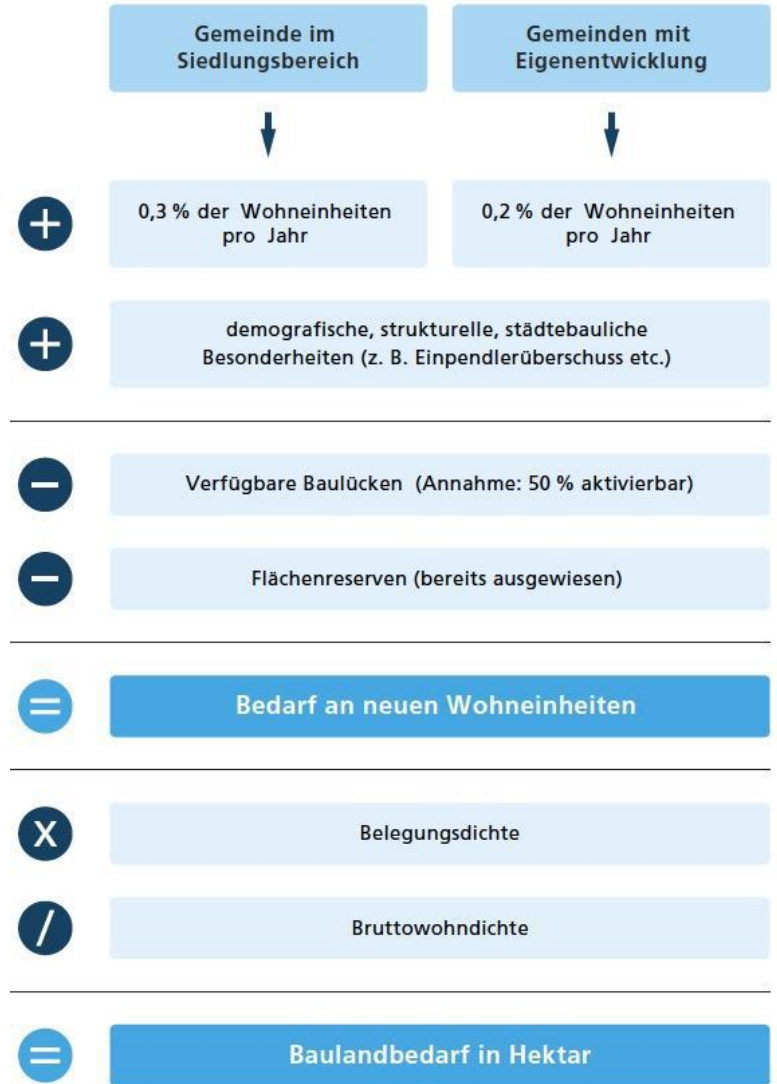 Gemeinde im
Siedlungsbereich
Gemeinden mit
Eigenentwicklung
+
0,3 % der Wohneinheiten
pro Jahr
0,2 % der Wohneinheiten
pro Jahr
+
demografische, strukturelle, städtebauliche
Besonderheiten (z. B. Einpendlerüberschuss etc.)
−
Verfügbare Baulücken (Annahme: 50 % aktivierbar)
−
Flächenreserven (bereits ausgewiesen)
=
Bedarf an neuen Wohneinheiten
X
Belegungsdichte
/
Bruttowohndichte
=
Baulandbedarf in Hektar